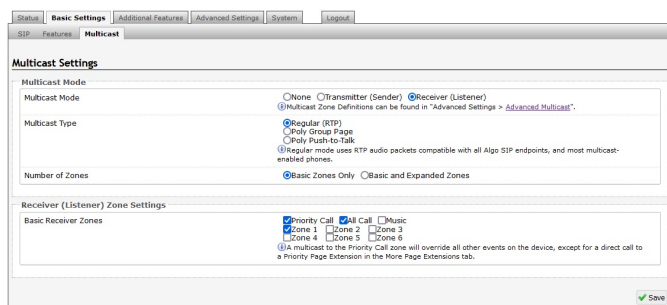 Status Basic Settings Additional Features Advanced Settings System Logout
SIP Features Multicast
Multicast Settings
Multicast Mode
Multicast Mode None Transmitter (Sender) Receiver (Listener)
Multicast Zone Definitions can be found in "Advanced Settings > Advanced Multicast".
Multicast Type Regular (RTP)
Poly Group Page
Poly Push-to-Talk
Regular mode uses RTP audio packets compatible with all Algo SIP endpoints, and most multicast-
enabled phones.
Number of Zones Basic Zones Only Basic and Expanded Zones
Receiver (Listener) Zone Settings
Basic Receiver Zones Priority Call All Call Music
Zone 1 Zone 2 Zone 3
Zone 4 Zone 5 Zone 6
A multicast to the Priority Call zone will override all other events on the device, except for a direct call to
a Priority Page Extension in the More Page Extensions tab.
Save